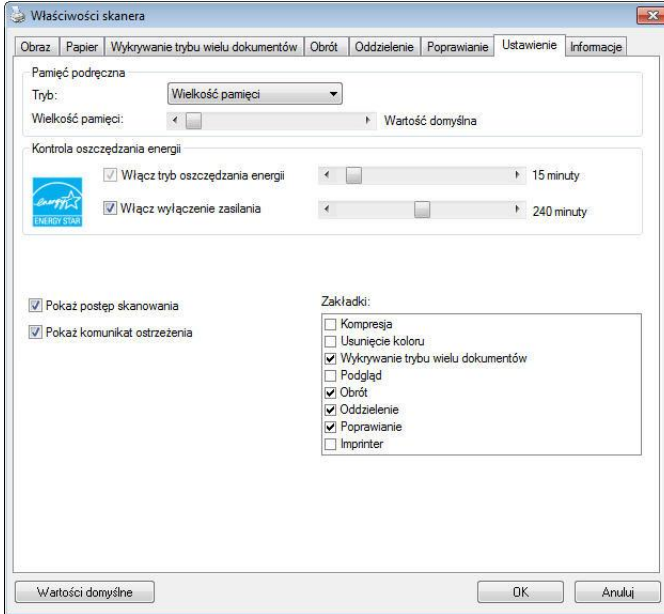 Właściwości skanera
Obraz Papier Wykrywanie trybu wielu dokumentów Obrót Oddzielenie Poprawianie Ustawienie Informacje
Pamięć podręczna
Tryb: Wielkość pamięci
Wielkość pamięci: Wartość domyślna
Kontrola oszczędzania energii
Włącz tryb oszczędzania energii 15 minuty
energy
ENERGY STAR
Włącz wyłączenie zasilania 240 minuty
Pokaż postęp skanowania
Pokaż komunikat ostrzeżenia
Zakładki:
Kompresja
Usunięcie koloru
Wykrywanie trybu wielu dokumentów
Podgląd
Obrót
Oddzielenie
Poprawianie
Imprinter
Wartości domyślne OK Anuluj